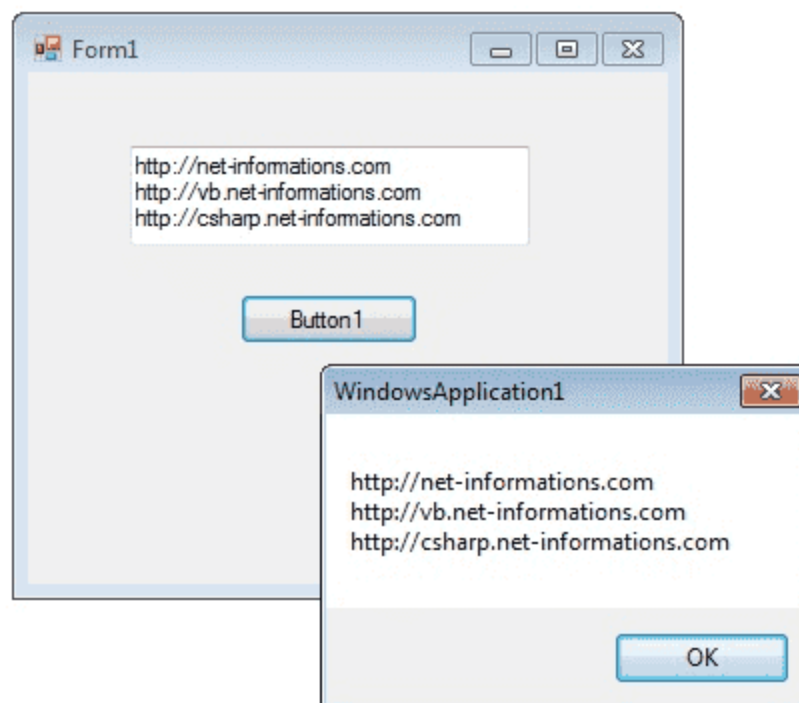 Form1
http://net-informations.com
http://vb.net-informations.com
http://csharp.net-informations.com
Button1
WindowsApplication1
http://net-informations.com
http://vb.net-informations.com
http://csharp.net-informations.com
OK